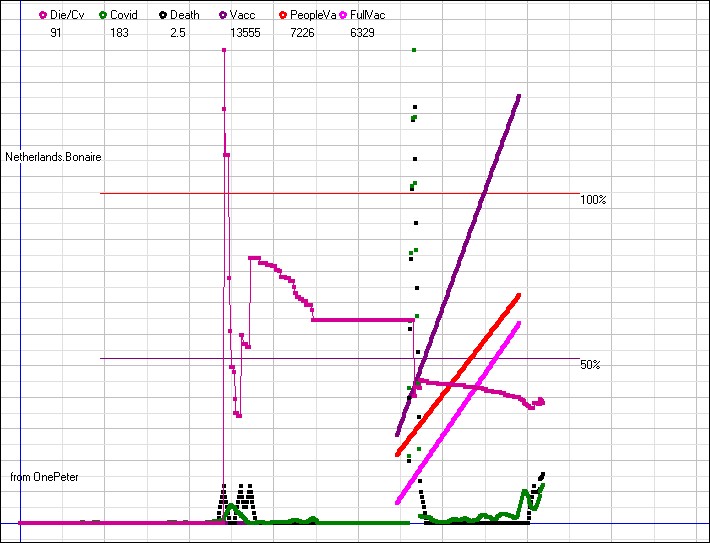 Die/Cv Covid Death Vacc PeopleVa FullVac
91 183 2.5 13555 7226 6329
Netherlands.Bonaire
100%
50%
from OnePeter